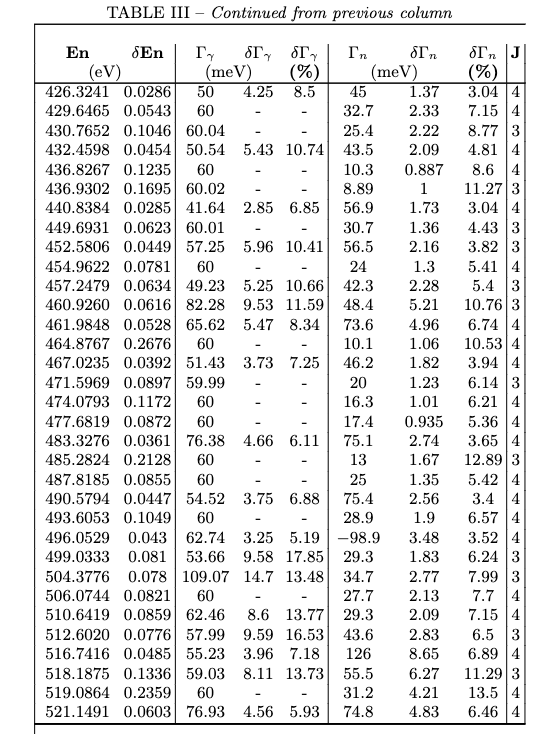 TABLE III – Continued from previous column
En δEn Γγ δΓγ δΓγ Γn δΓn δΓn J
(eV) (meV) (%) (meV) (%)
426.3241 0.0286 50 4.25 8.5 45 1.37 3.04 4
429.6465 0.0543 60 - - 32.7 2.33 7.15 4
430.7652 0.1046 60.04 - - 25.4 2.22 8.77 3
432.4598 0.0454 50.54 5.43 10.74 43.5 2.09 4.81 4
436.8267 0.1235 60 - - 10.3 0.887 8.6 4
436.9302 0.1695 60.02 - - 8.89 1 11.27 3
440.8384 0.0285 41.64 2.85 6.85 56.9 1.73 3.04 4
449.6931 0.0623 60.01 - - 30.7 1.36 4.43 3
452.5806 0.0449 57.25 5.96 10.41 56.5 2.16 3.82 3
454.9622 0.0781 60 - - 24 1.3 5.41 4
457.2479 0.0634 49.23 5.25 10.66 42.3 2.28 5.4 3
460.9260 0.0616 82.28 9.53 11.59 48.4 5.21 10.76 3
461.9848 0.0528 65.62 5.47 8.34 73.6 4.96 6.74 4
464.8767 0.2676 60 - - 10.1 1.06 10.53 4
467.0235 0.0392 51.43 3.73 7.25 46.2 1.82 3.94 4
471.5969 0.0897 59.99 - - 20 1.23 6.14 3
474.0793 0.1172 60 - - 16.3 1.01 6.21 4
477.6819 0.0872 60 - - 17.4 0.935 5.36 4
483.3276 0.0361 76.38 4.66 6.11 75.1 2.74 3.65 4
485.2824 0.2128 60 - - 13 1.67 12.89 3
487.8185 0.0855 60 - - 25 1.35 5.42 4
490.5794 0.0447 54.52 3.75 6.88 75.4 2.56 3.4 4
493.6053 0.1049 60 - - 28.9 1.9 6.57 4
496.0529 0.043 62.74 3.25 5.19 −98.9 3.48 3.52 4
499.0333 0.081 53.66 9.58 17.85 29.3 1.83 6.24 3
504.3776 0.078 109.07 14.7 13.48 34.7 2.77 7.99 3
506.0744 0.0821 60 - - 27.7 2.13 7.7 4
510.6419 0.0859 62.46 8.6 13.77 29.3 2.09 7.15 4
512.6020 0.0776 57.99 9.59 16.53 43.6 2.83 6.5 3
516.7416 0.0485 55.23 3.96 7.18 126 8.65 6.89 4
518.1875 0.1336 59.03 8.11 13.73 55.5 6.27 11.29 3
519.0864 0.2359 60 - - 31.2 4.21 13.5 4
521.1491 0.0603 76.93 4.56 5.93 74.8 4.83 6.46 4